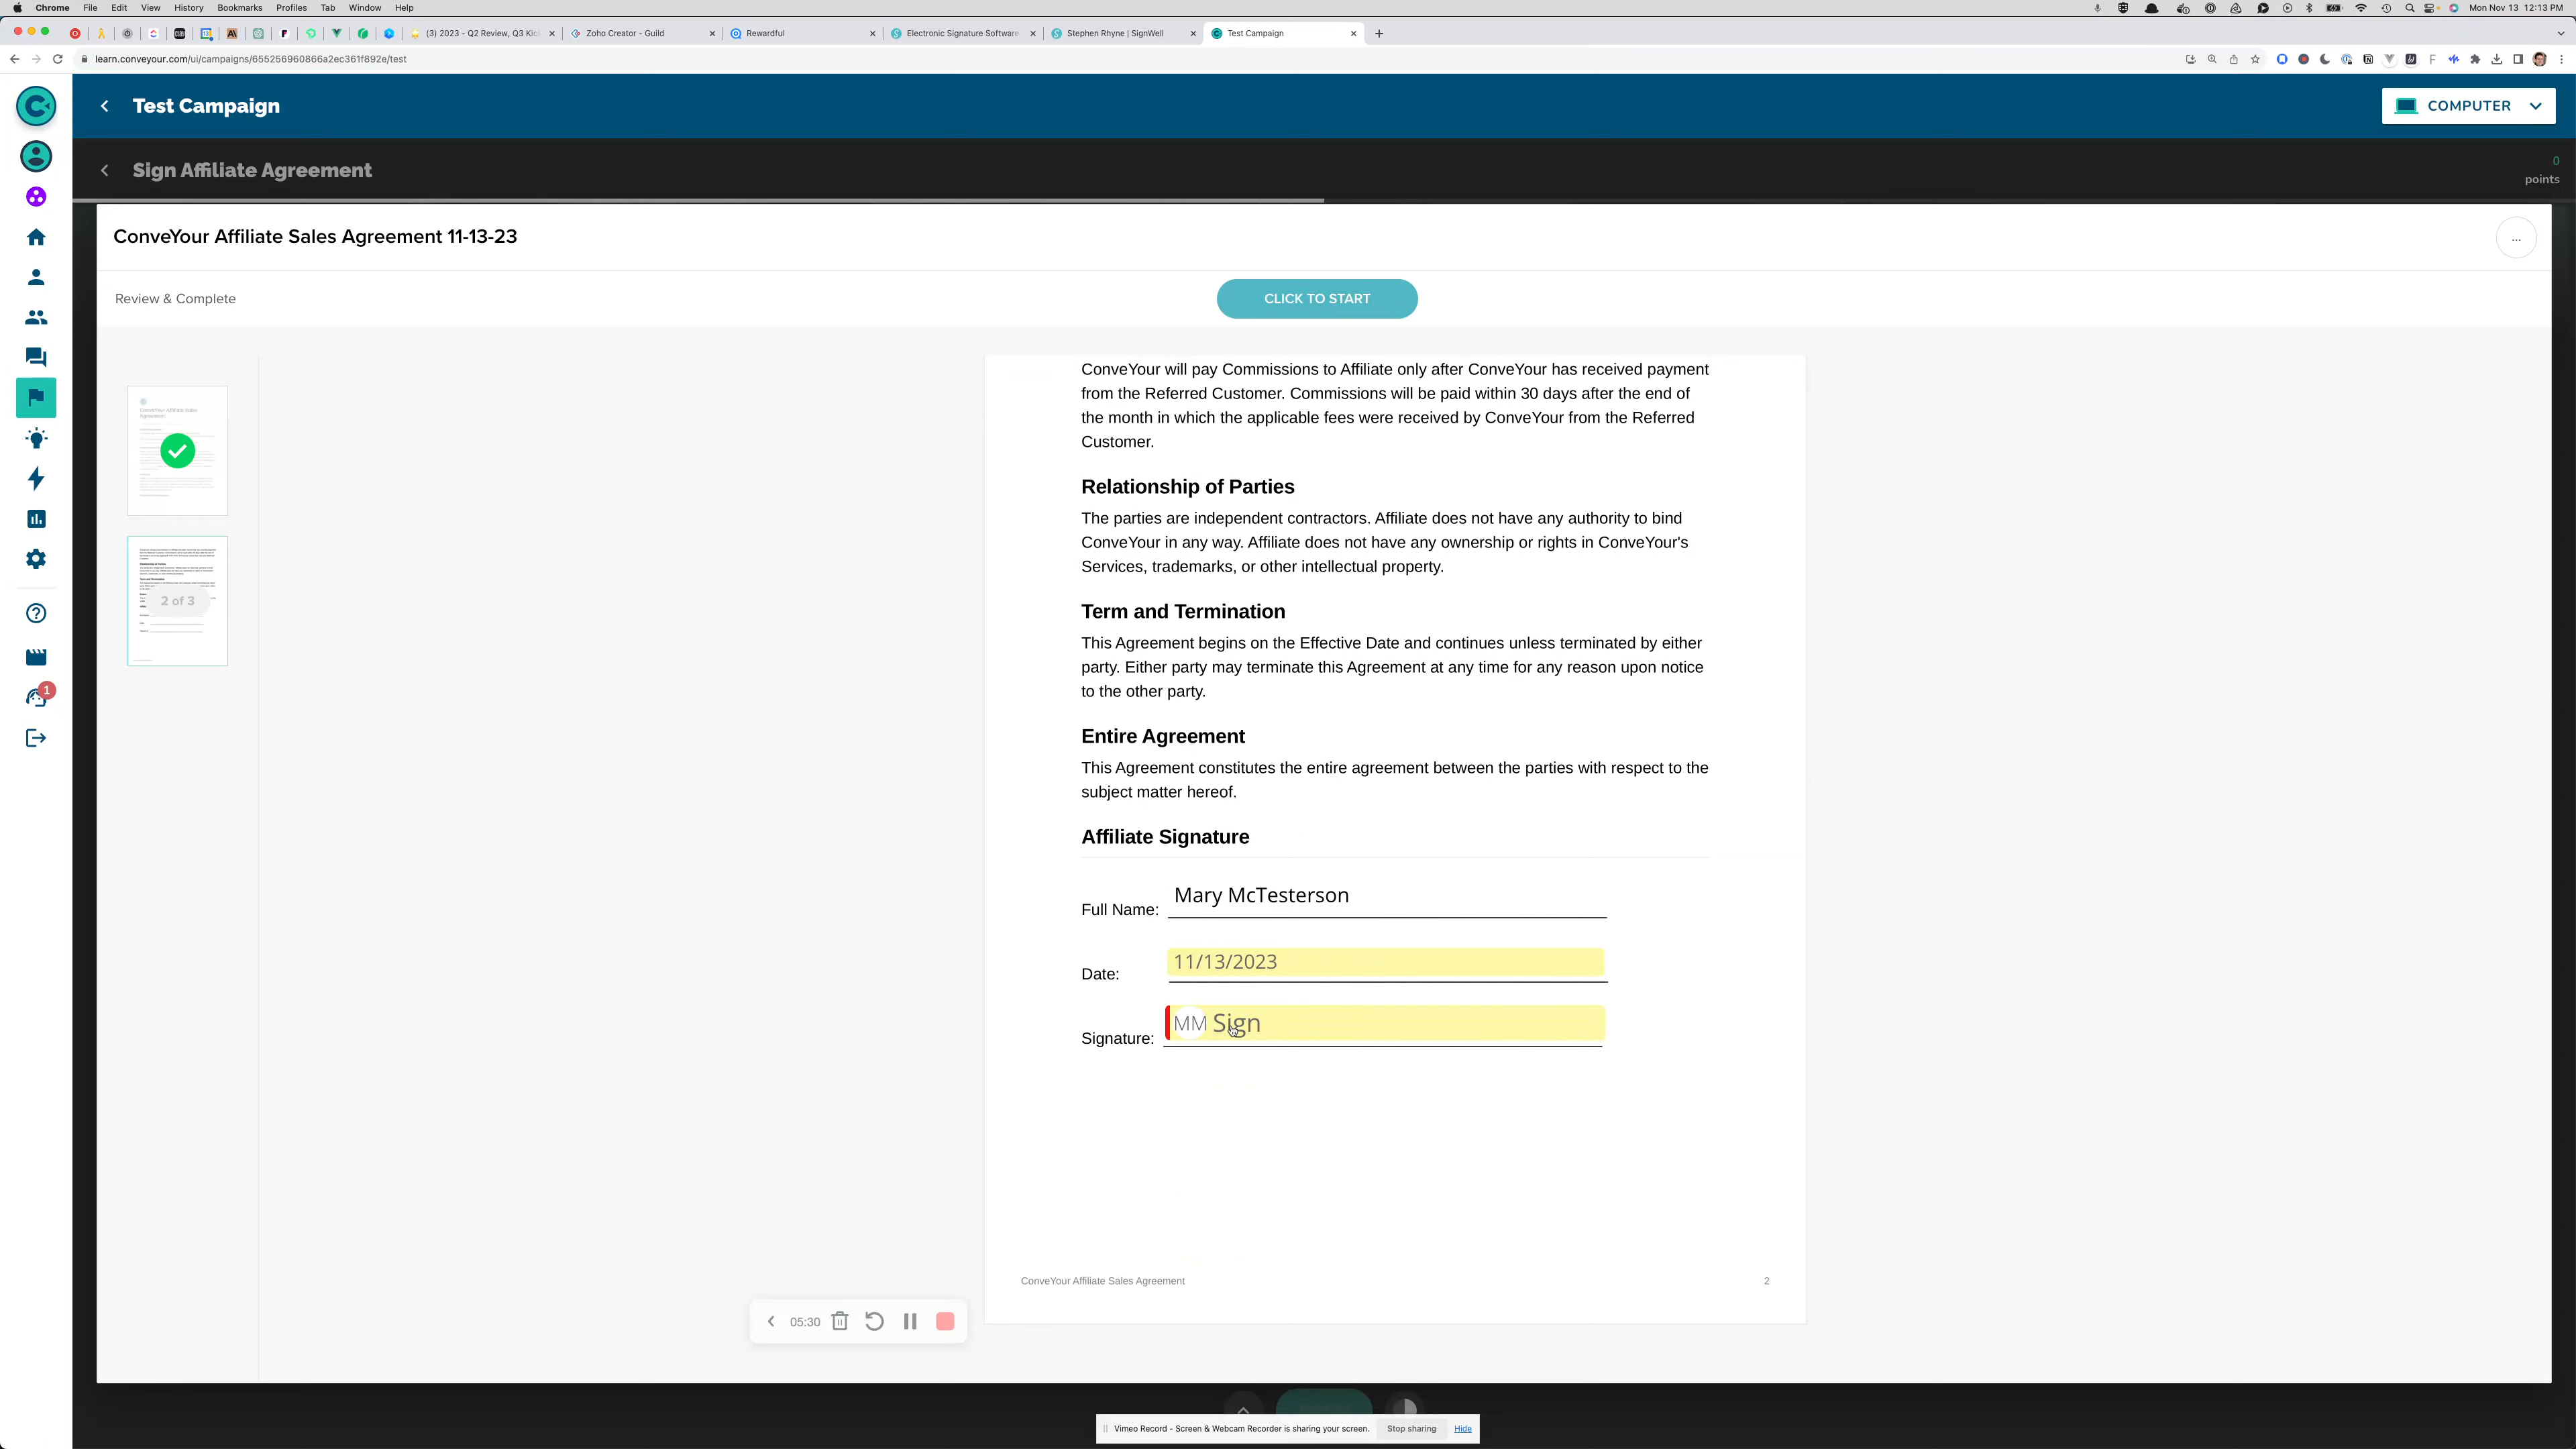 Chrome File Edit View History Bookmarks Profiles Tab Window Help
Mon Nov 13 12:13 PM
(3) 2023 - Q2 Review, Q3 Kic
Zoho Creator - Guild
Rewardful
Electronic Signature Software
Stephen Rhyne | SignWell
Test Campaign
learn.conveyour.com/ui/campaigns/655256960866a2ec361f892e/test
Test Campaign
COMPUTER
Sign Affiliate Agreement
0
points
ConveYour Affiliate Sales Agreement 11-13-23
...
Review & Complete
CLICK TO START
ConveYour will pay Commissions to Affiliate only after ConveYour has received payment
from the Referred Customer. Commissions will be paid within 30 days after the end of
the month in which the applicable fees were received by ConveYour from the Referred
Customer.
Relationship of Parties
The parties are independent contractors. Affiliate does not have any authority to bind
ConveYour in any way. Affiliate does not have any ownership or rights in ConveYour's
Services, trademarks, or other intellectual property.
Term and Termination
This Agreement begins on the Effective Date and continues unless terminated by either
party. Either party may terminate this Agreement at any time for any reason upon notice
to the other party.
Entire Agreement
This Agreement constitutes the entire agreement between the parties with respect to the
subject matter hereof.
Affiliate Signature
Full Name: Mary McTesterson
Date: 11/13/2023
Signature: MM Sign
ConveYour Affiliate Sales Agreement 2
ConveYour Affiliate Sales
Agreement
2 of 3
1
05:30
Vimeo Record - Screen & Webcam Recorder is sharing your screen. Stop sharing Hide